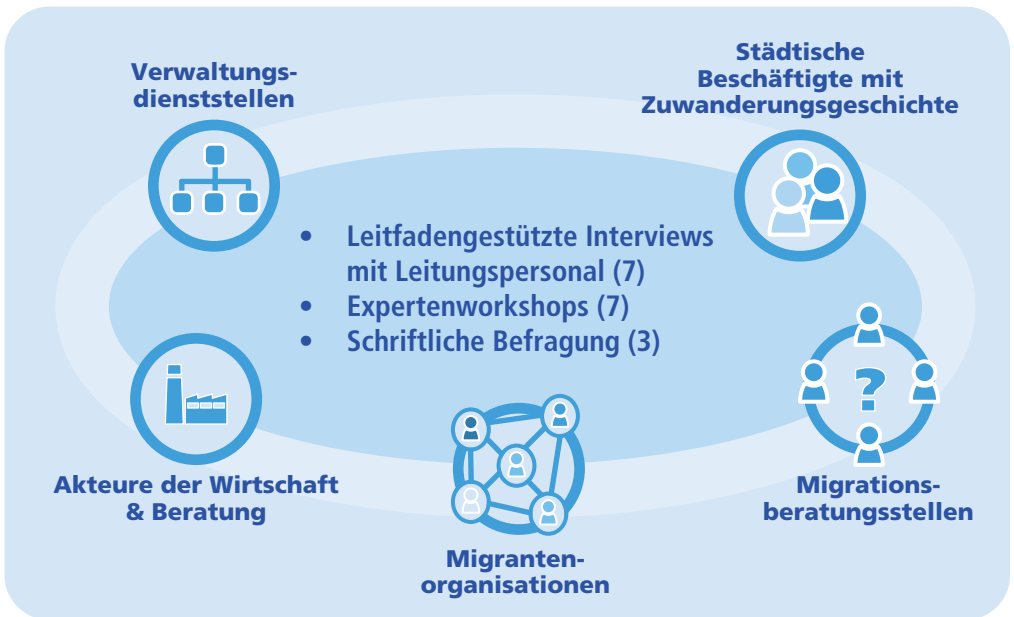 Verwaltungs-
dienststellen
Städtische
Beschäftigte mit
Zuwanderungsgeschichte
• Leitfadengestützte Interviews
mit Leitungspersonal (7)
• Expertenworkshops (7)
• Schriftliche Befragung (3)
?
Akteure der Wirtschaft
& Beratung
Migrations-
beratungsstellen
Migranten-
organisationen